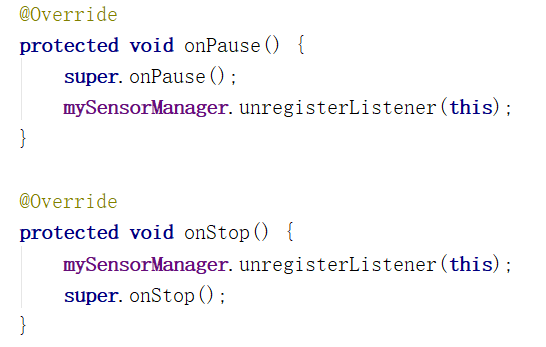 @Override
protected void onPause() {
    super.onPause();
    mySensorManager.unregisterListener(this);
}

@Override
protected void onStop() {
    mySensorManager.unregisterListener(this);
    super.onStop();
}